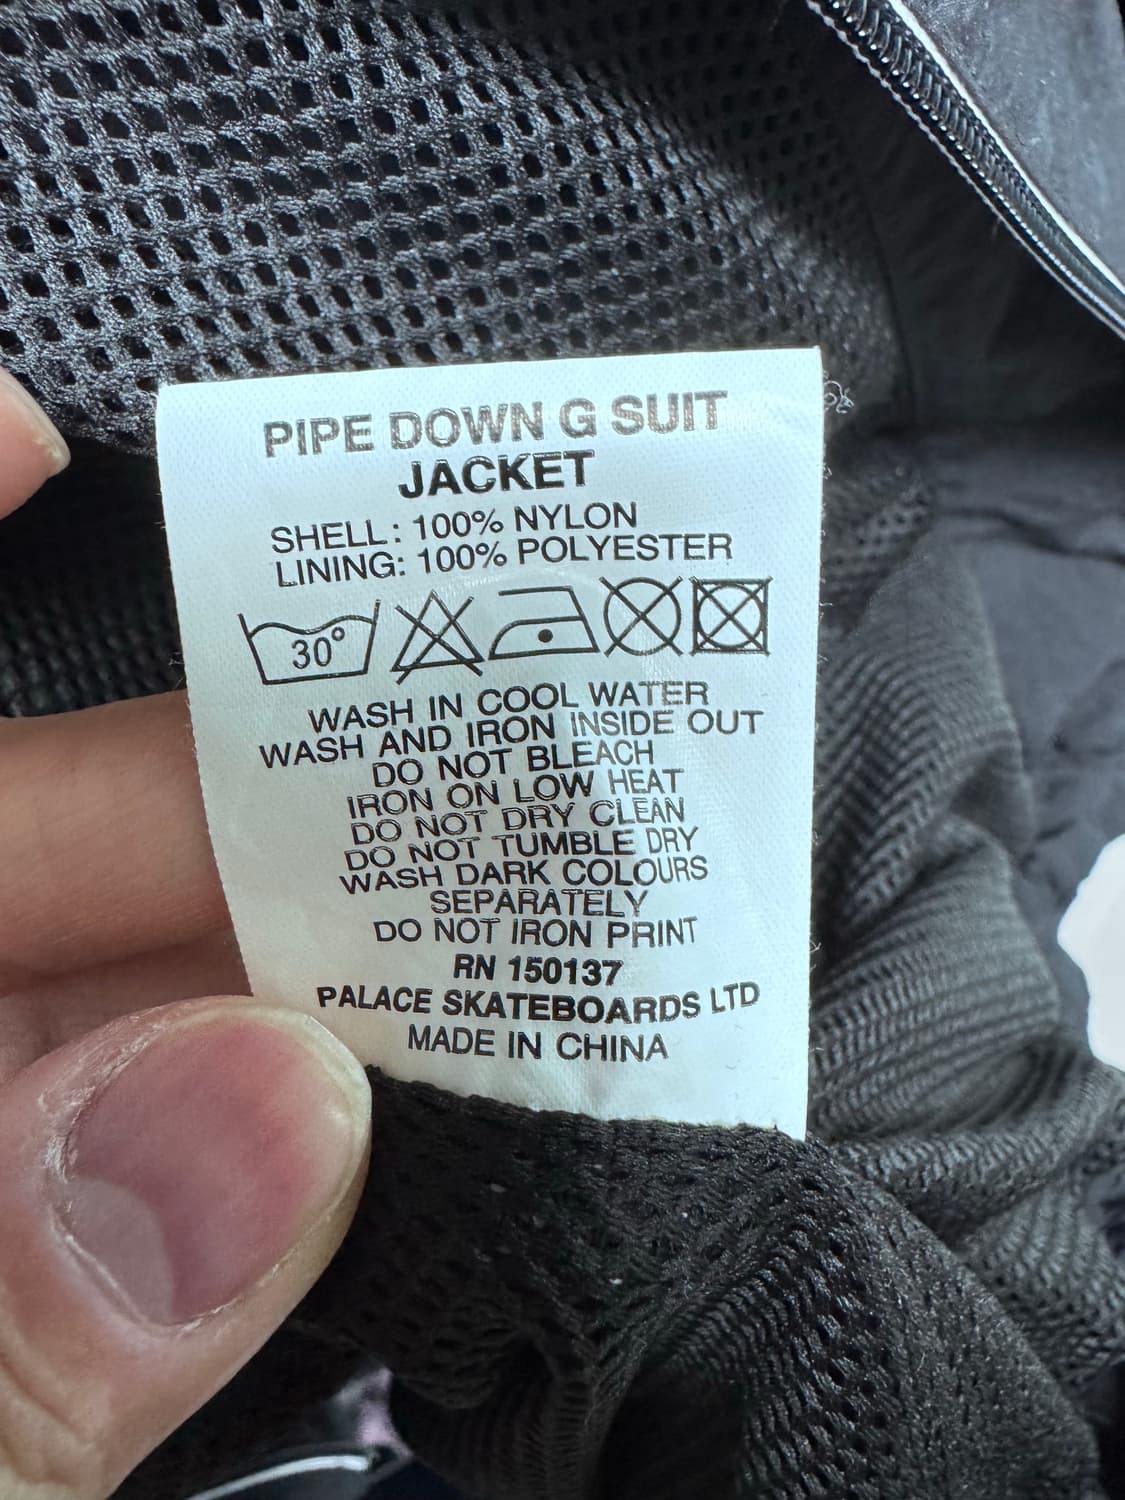 PIPE DOWN G SUIT
JACKET
SHELL: 100% NYLON
LINING: 100% POLYESTER
30°
WASH IN COOL WATER
WASH AND IRON INSIDE OUT
DO NOT BLEACH
IRON ON LOW HEAT
DO NOT DRY CLEAN
DO NOT TUMBLE DRY
WASH DARK COLOURS
SEPARATELY
DO NOT IRON PRINT
RN 150137
PALACE SKATEBOARDS LTD
MADE IN CHINA